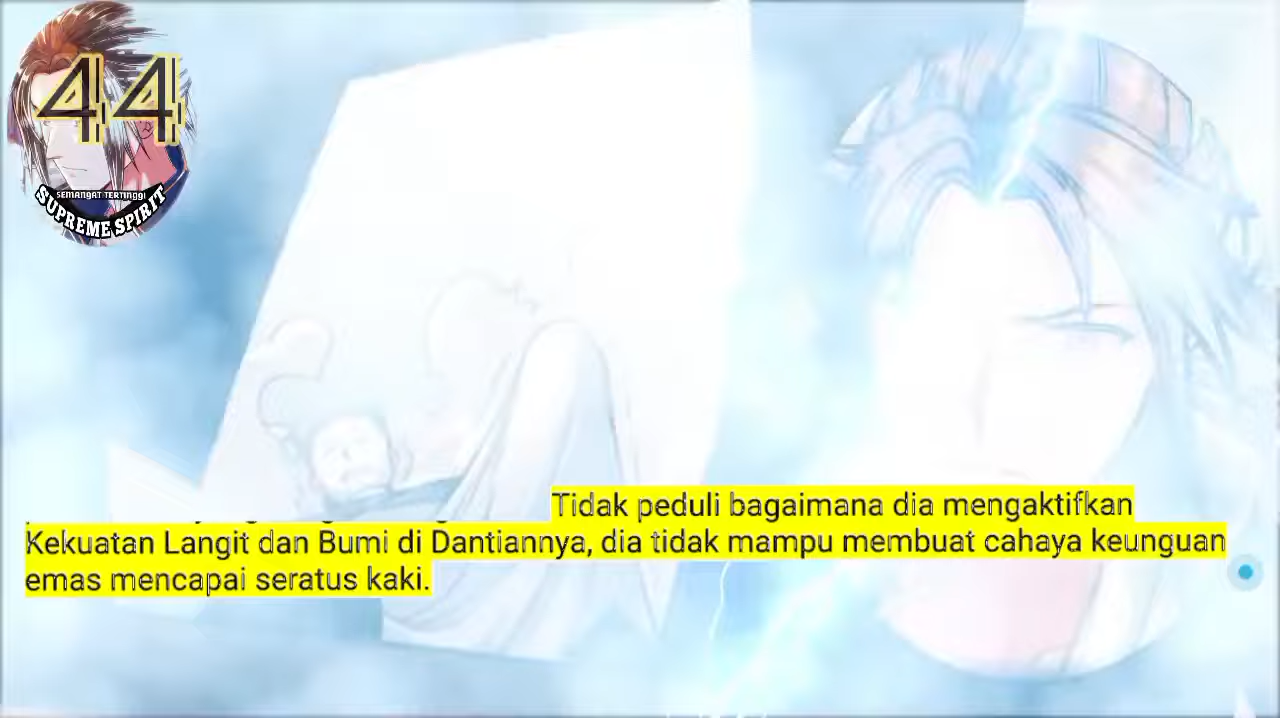 44
SEMANGAT TERTINGGI
SUPREME SPIRIT
Tidak peduli bagaimana dia mengaktifkan
Kekuatan Langit dan Bumi di Dantiannya, dia tidak mampu membuat cahaya keunguan
emas mencapai seratus kaki.